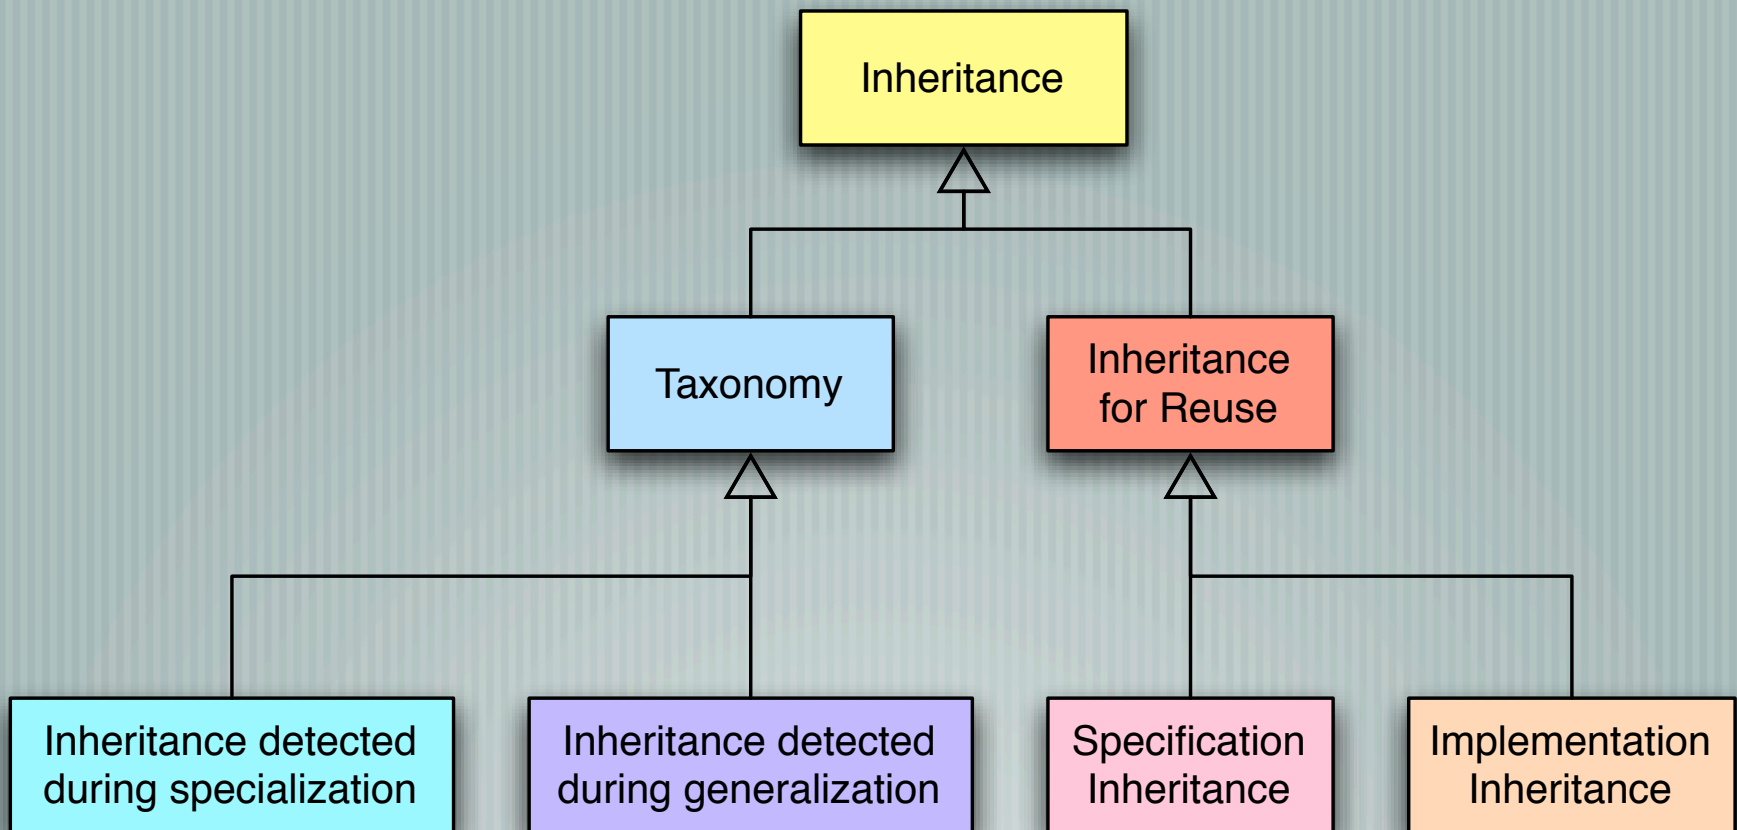 Inheritance
Taxonomy
Inheritance
for Reuse
Inheritance detected
during specialization
Inheritance detected
during generalization
Specification
Inheritance
Implementation
Inheritance